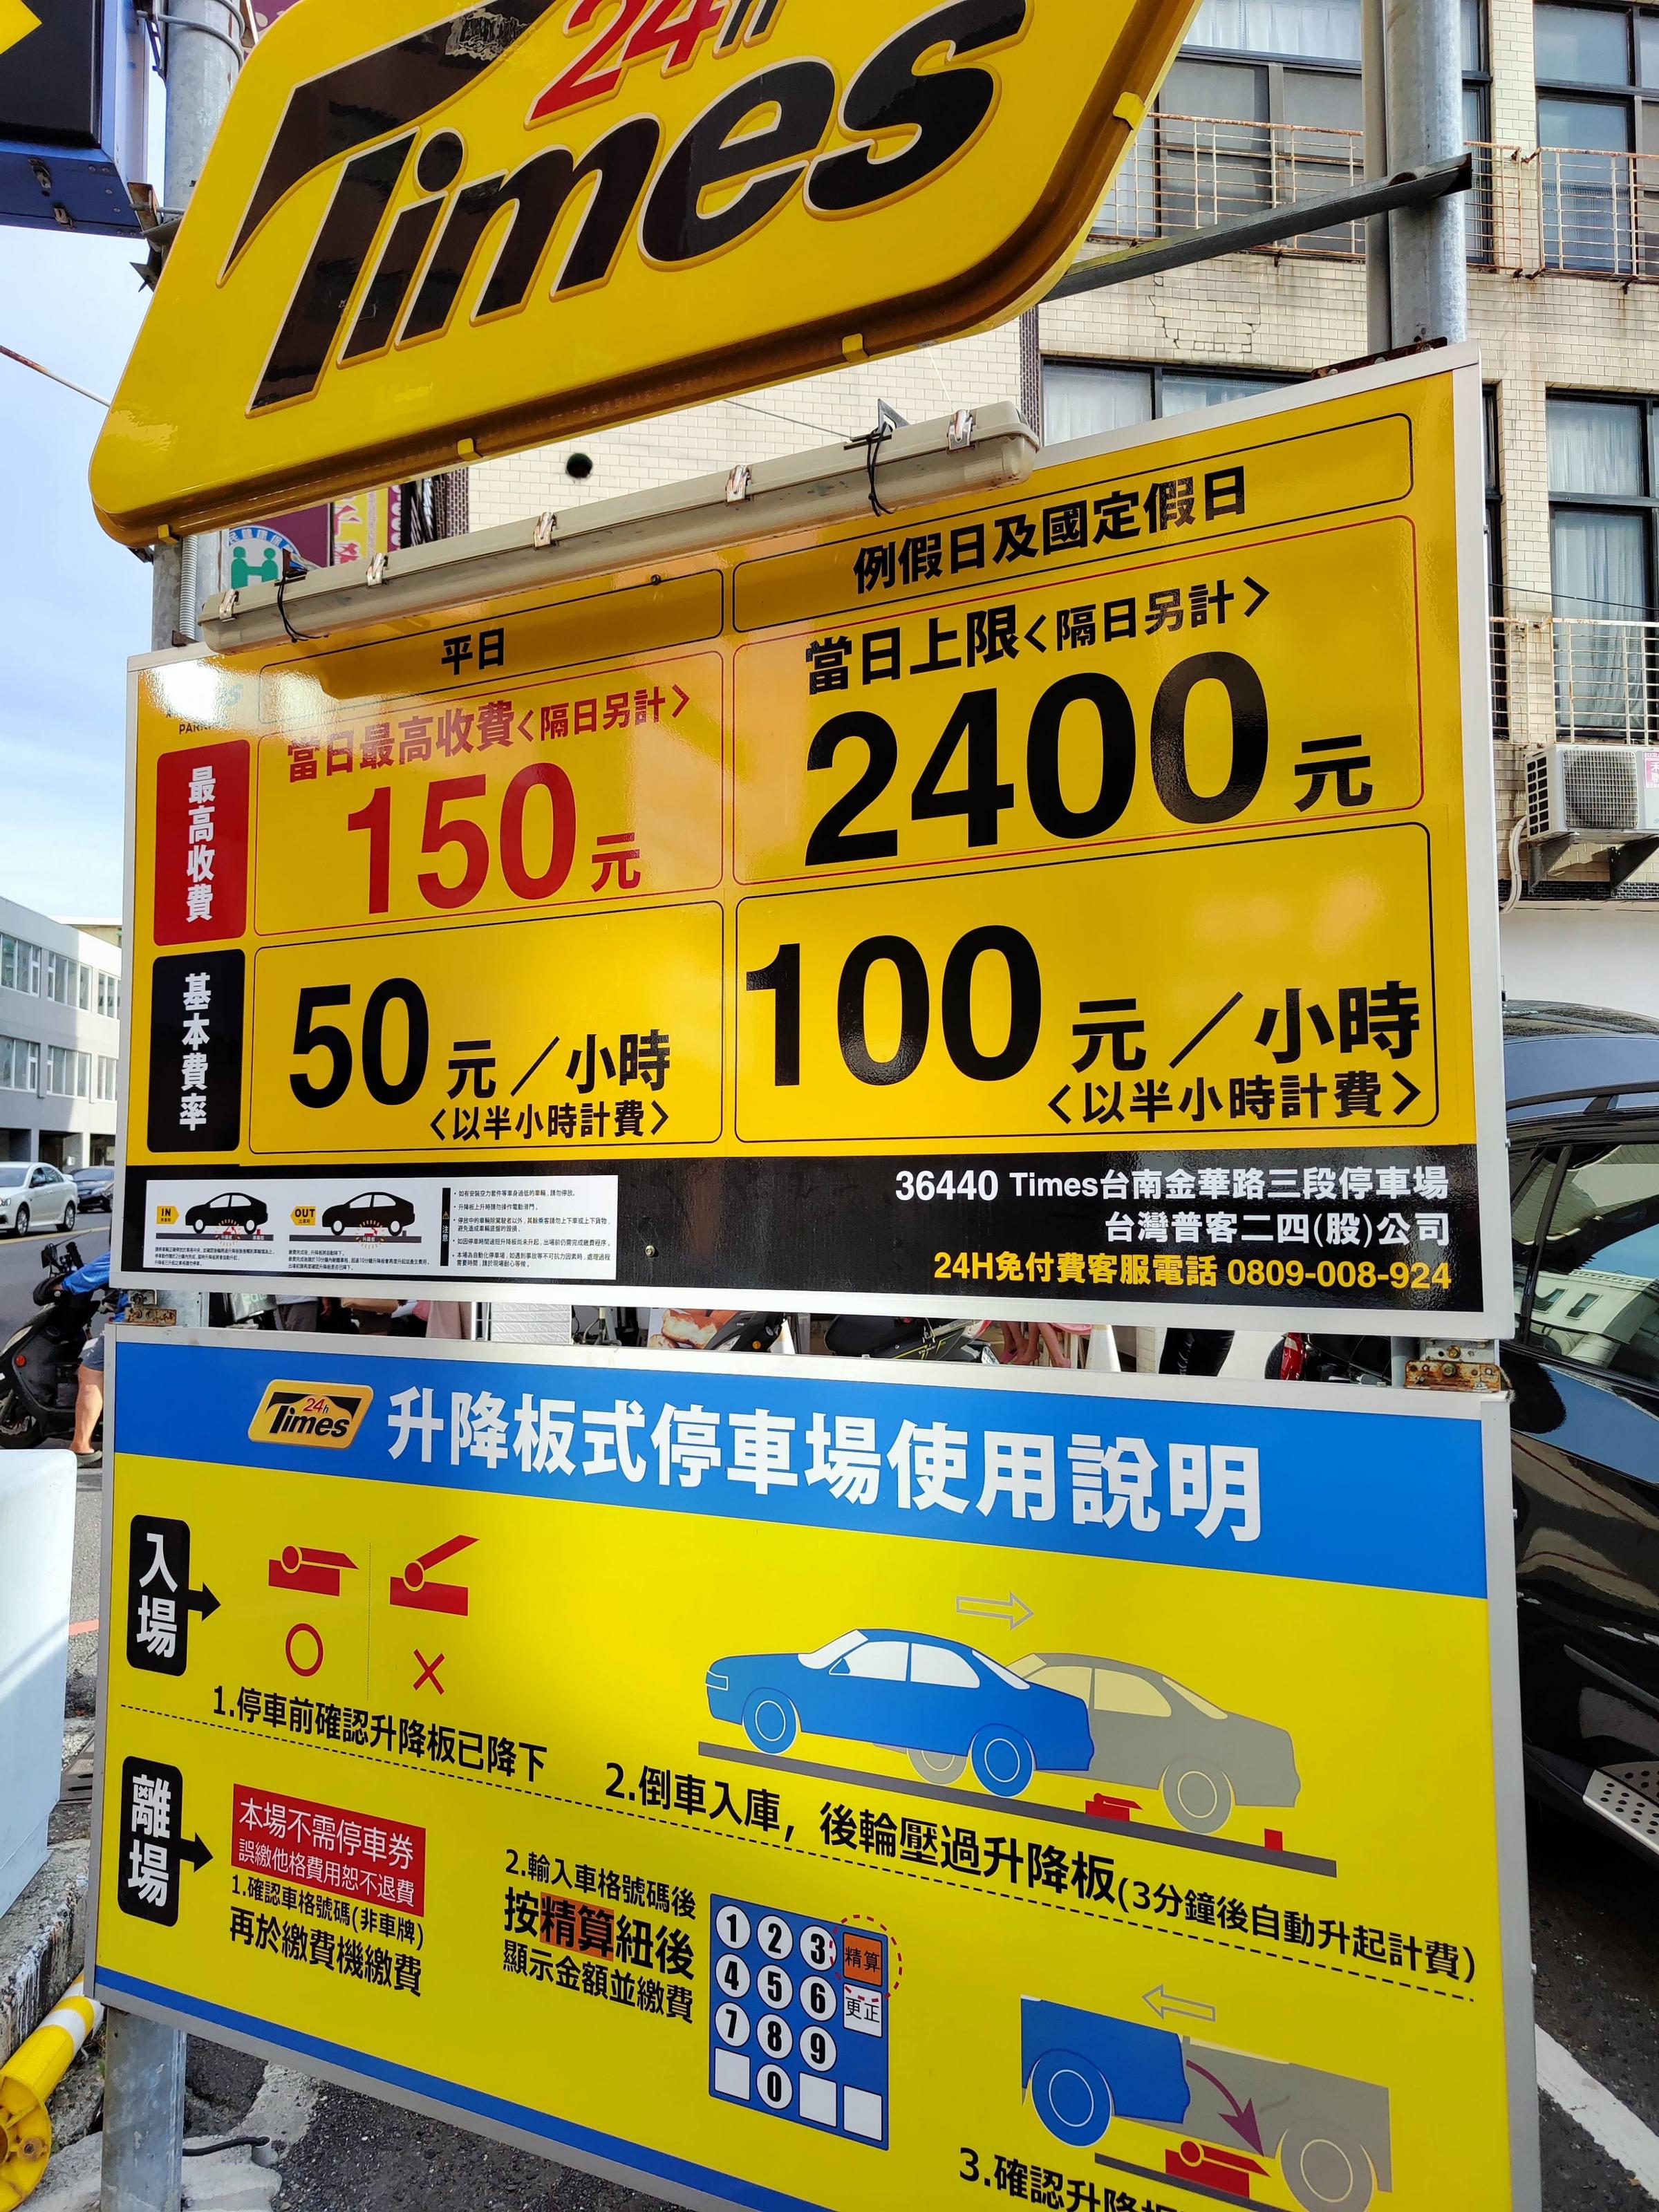 24h
Times
平日
例假日及國定假日
最高收費
當日最高收費<隔日另計>
150元
當日上限<隔日另計>
2400元
基本費率
50元／小時
<以半小時計費>
100元／小時
<以半小時計費>
IN
OUT
注意
36440 Times台南金華路三段停車場
台灣普客二四(股)公司
24H免付費客服電話 0809-008-924
24h
Times
升降板式停車場使用說明
入場
1.停車前確認升降板已降下
2.倒車入庫，後輪壓過升降板(3分鐘後自動升起計費)
離場
本場不需停車券
誤繳他格費用恕不退費
1.確認車格號碼(非車牌)
再於繳費機繳費
2.輸入車格號碼後
按精算紐後
顯示金額並繳費
1 2 3 精算
4 5 6 更正
7 8 9
0
3.確認升降